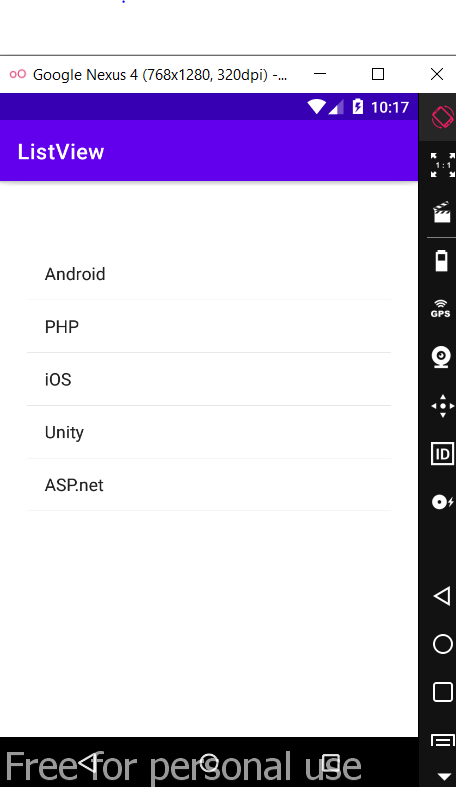 Google Nexus 4 (768x1280, 320dpi) -...
10:17
ListView
1:1
Android
GPS
PHP
iOS
Unity
ID
ASP.net
Free for personal use